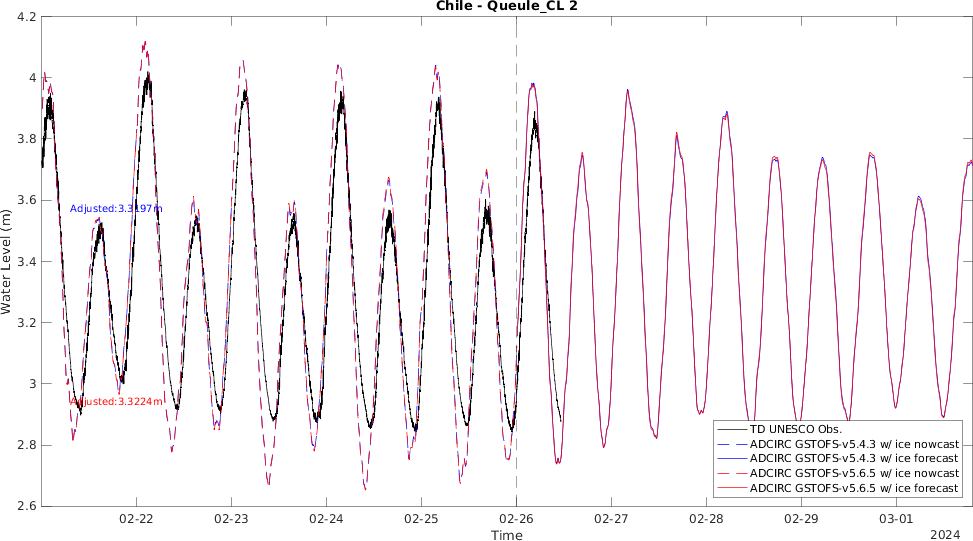 Chile - Queule_CL 2
4.2
4
3.8
3.6
3.4
3.2
3
2.8
2.6
Water Level (m)
Adjusted:3.3197m
Adjusted:3.3224m
TD UNESCO Obs.
ADCIRC GSTOFS-v5.4.3 w/ ice nowcast
ADCIRC GSTOFS-v5.4.3 w/ ice forecast
ADCIRC GSTOFS-v5.6.5 w/ ice nowcast
ADCIRC GSTOFS-v5.6.5 w/ ice forecast
02-22 02-23 02-24 02-25 02-26 02-27 02-28 02-29 03-01
Time
2024